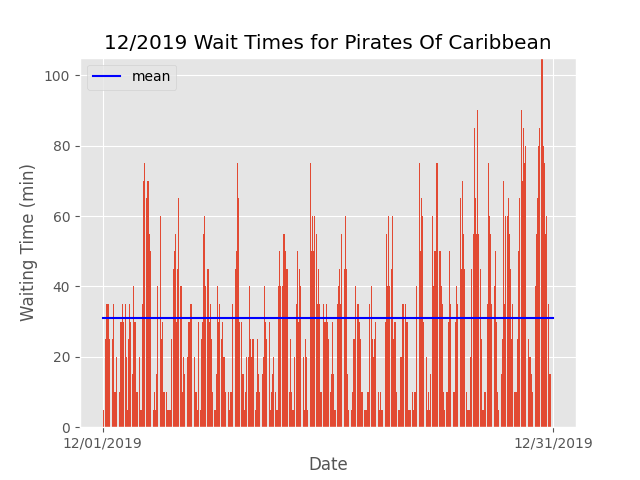 12/2019 Wait Times for Pirates Of Caribbean
mean
100
80
60
40
20
0
Waiting Time (min)
12/01/2019
12/31/2019
Date